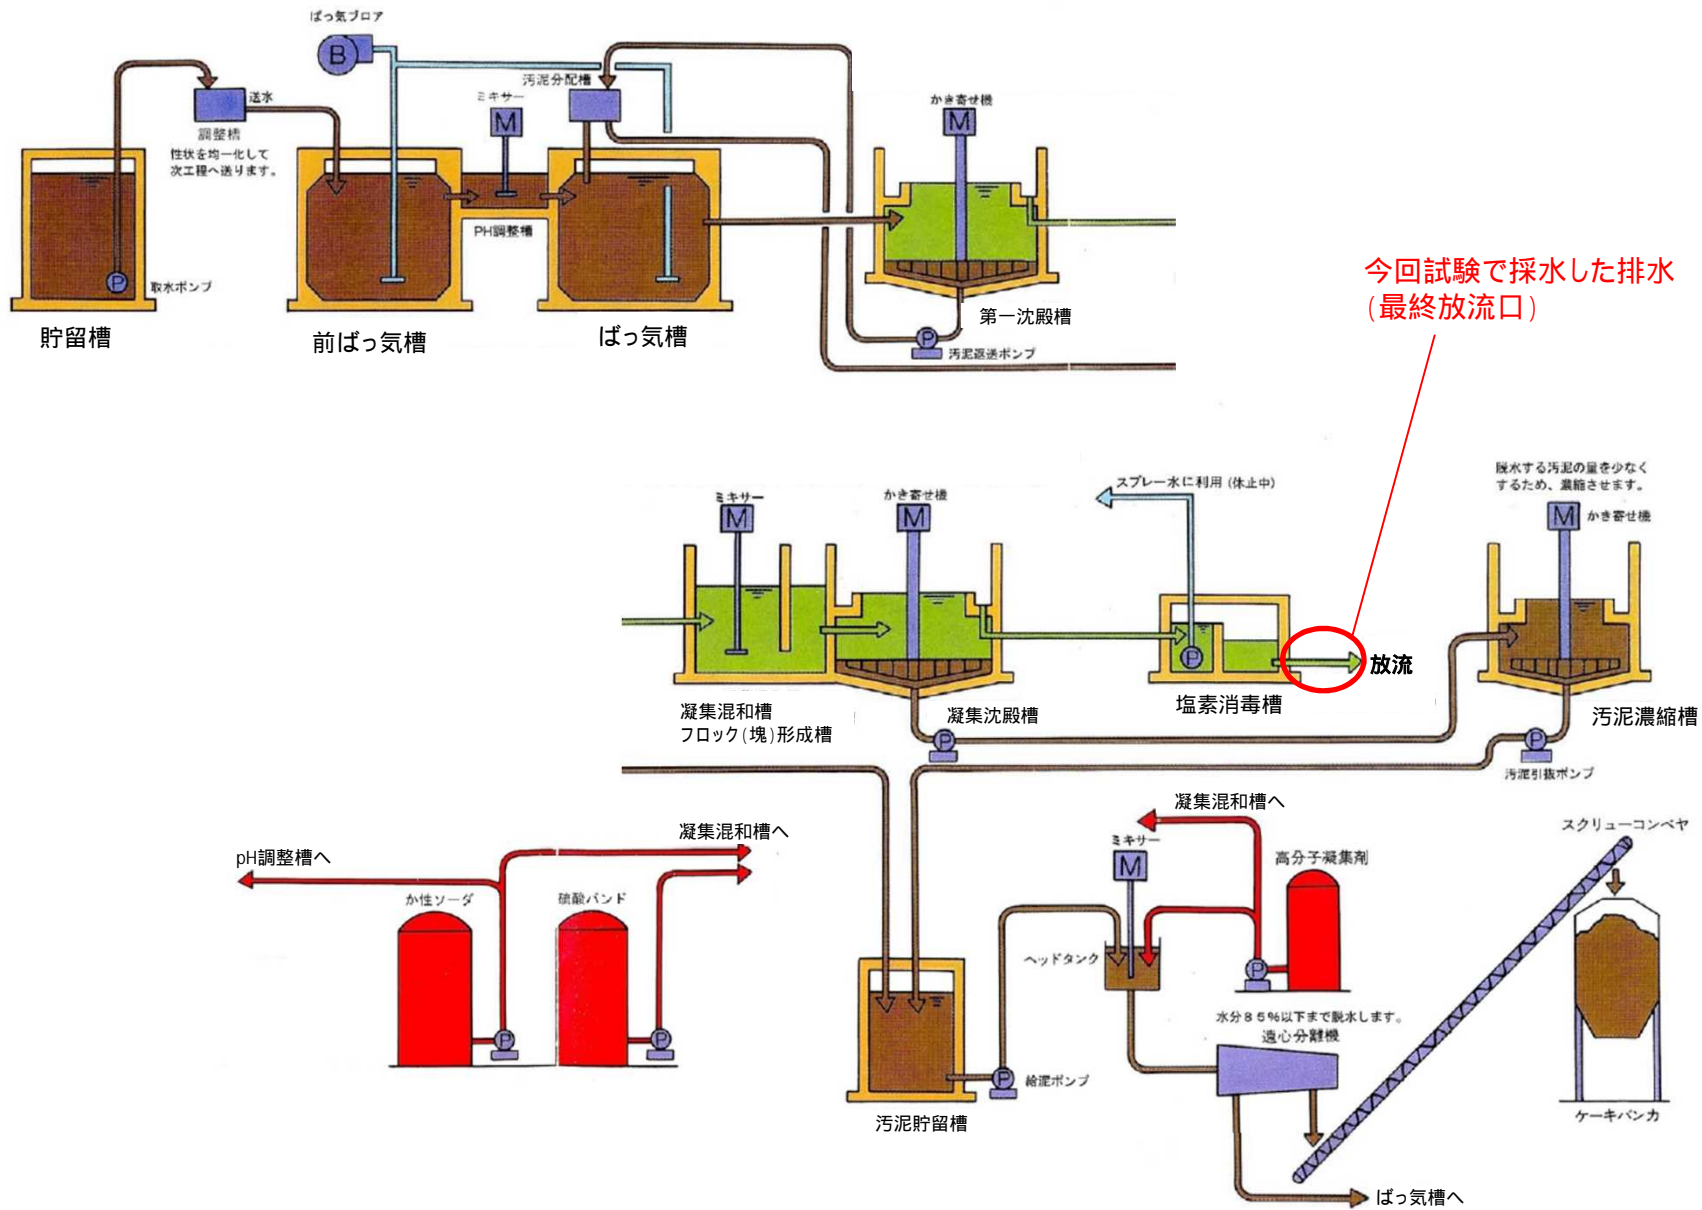 ばっ気ブロア
B
汚泥分配槽
ミキサー
M
送水
調整槽
性状を均一化して
次工程へ送ります。
かき寄せ機
M
PH調整槽
P
取水ポンプ
貯留槽
前ばっ気槽
ばっ気槽
第一沈殿槽
P
汚泥返送ポンプ
今回試験で採水した排水
(最終放流口)
脱水する汚泥の量を少なく
するため、濃縮させます。
かき寄せ機
M
ミキサー
M
かき寄せ機
M
スプレー水に利用(休止中)
P
放流
凝集混和槽
フロック(塊)形成槽
凝集沈殿槽
塩素消毒槽
汚泥濃縮槽
P
P
汚泥引抜ポンプ
凝集混和槽へ
pH調整槽へ
か性ソーダ
硫酸バンド
P
P
凝集混和槽へ
ミキサー
M
高分子凝集剤
スクリューコンベヤ
ヘッドタンク
P
水分85%以下まで脱水します。
遠心分離機
P
給泥ポンプ
汚泥貯留槽
ケーキバンカ
ばっ気槽へ